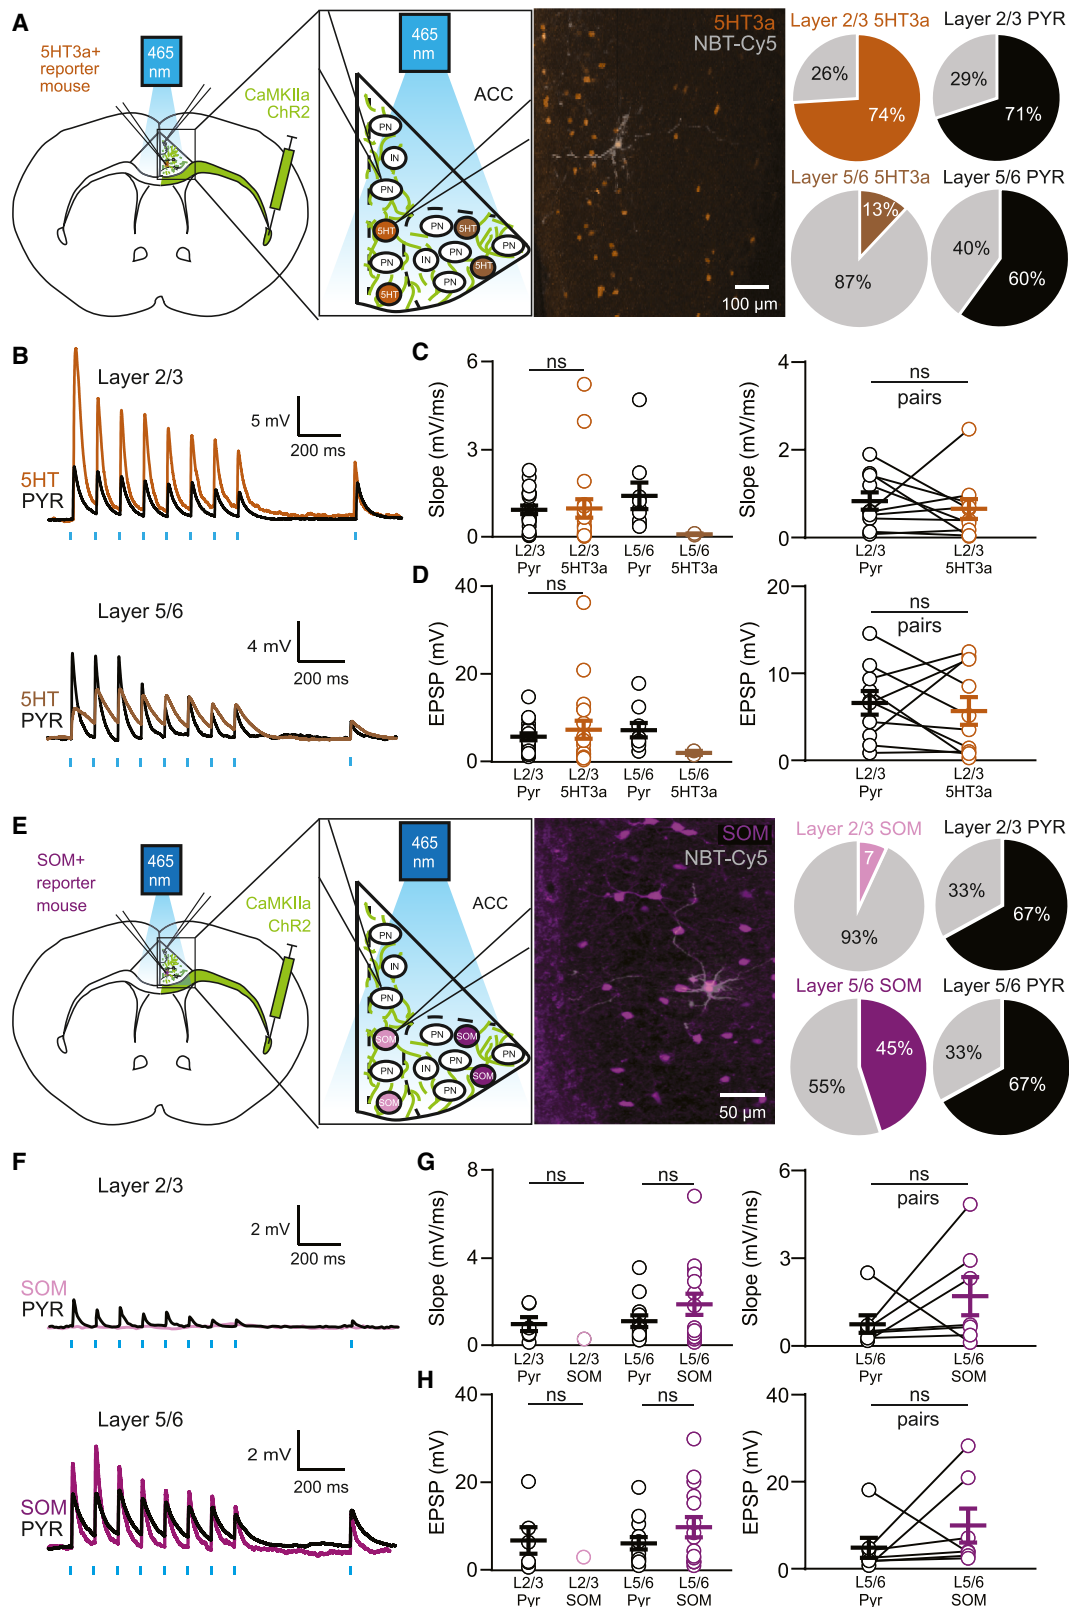 A
5HT3a+
reporter
mouse
465
nm
CaMKIIa
ChR2
465
nm
ACC
PN
IN
PN
5HT
PN
5HT
PN
5HT
PN
IN
PN
5HT
PN
5HT3a
NBT-Cy5
100 µm
Layer 2/3 5HT3a
26%
74%
Layer 2/3 PYR
29%
71%
Layer 5/6 5HT3a
13%
87%
Layer 5/6 PYR
40%
60%
B
Layer 2/3
5 mV
200 ms
5HT
PYR
Layer 5/6
4 mV
200 ms
5HT
PYR
C
Slope (mV/ms)
6
3
0
ns
L2/3
Pyr
L2/3
5HT3a
L5/6
Pyr
L5/6
5HT3a
Slope (mV/ms)
4
2
0
ns
pairs
L2/3
Pyr
L2/3
5HT3a
D
EPSP (mV)
40
20
0
ns
L2/3
Pyr
L2/3
5HT3a
L5/6
Pyr
L5/6
5HT3a
EPSP (mV)
20
10
0
ns
pairs
L2/3
Pyr
L2/3
5HT3a
E
SOM+
reporter
mouse
465
nm
CaMKIIa
ChR2
465
nm
ACC
PN
IN
PN
SOM
PN
SOM
PN
SOM
PN
IN
PN
SOM
PN
SOM
NBT-Cy5
50 µm
Layer 2/3 SOM
7
93%
Layer 2/3 PYR
33%
67%
Layer 5/6 SOM
45%
55%
Layer 5/6 PYR
33%
67%
F
Layer 2/3
2 mV
200 ms
SOM
PYR
Layer 5/6
2 mV
200 ms
SOM
PYR
G
Slope (mV/ms)
8
4
0
ns
ns
L2/3
Pyr
L2/3
SOM
L5/6
Pyr
L5/6
SOM
Slope (mV/ms)
6
3
0
ns
pairs
L5/6
Pyr
L5/6
SOM
H
EPSP (mV)
40
20
0
ns
ns
L2/3
Pyr
L2/3
SOM
L5/6
Pyr
L5/6
SOM
EPSP (mV)
40
20
0
ns
pairs
L5/6
Pyr
L5/6
SOM